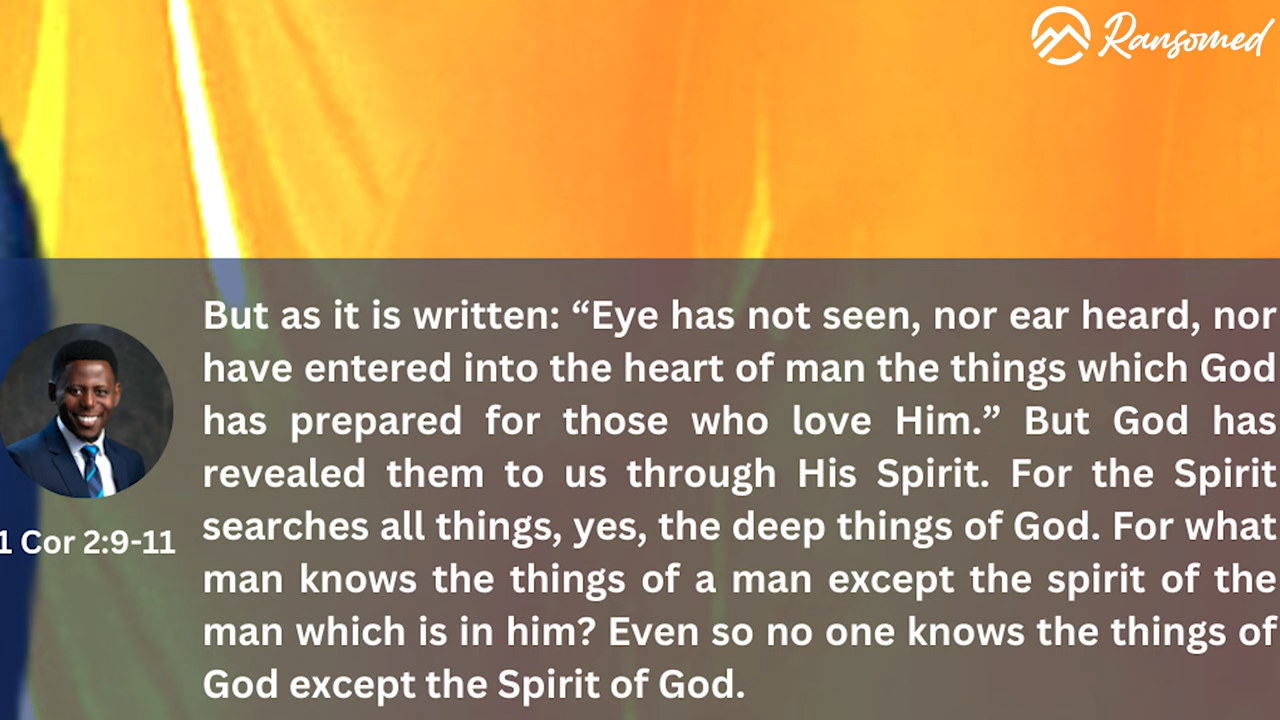 Ransomed
But as it is written: “Eye has not seen, nor ear heard, nor
have entered into the heart of man the things which God
has prepared for those who love Him.” But God has
revealed them to us through His Spirit. For the Spirit
searches all things, yes, the deep things of God. For what
man knows the things of a man except the spirit of the
man which is in him? Even so no one knows the things of
God except the Spirit of God.
1 Cor 2:9-11